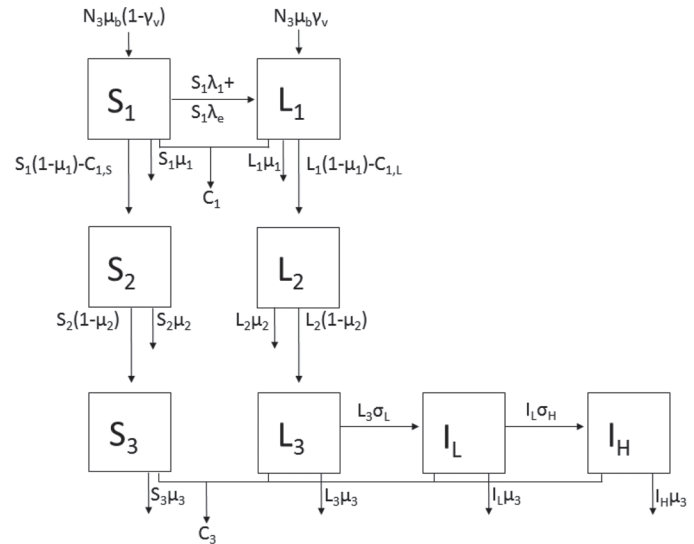 N₃μb(1-γᵥ)
N₃μbγᵥ
S₁
S₁λ₁+
S₁λₑ
L₁
S₁(1-μ₁)-C₁,S
S₁μ₁
L₁μ₁
L₁(1-μ₁)-C₁,L
C₁
S₂
L₂
S₂(1-μ₂)
S₂μ₂
L₂μ₂
L₂(1-μ₂)
S₃
L₃
L₃σL
IL
ILσH
IH
S₃μ₃
L₃μ₃
ILμ₃
IHμ₃
C₃